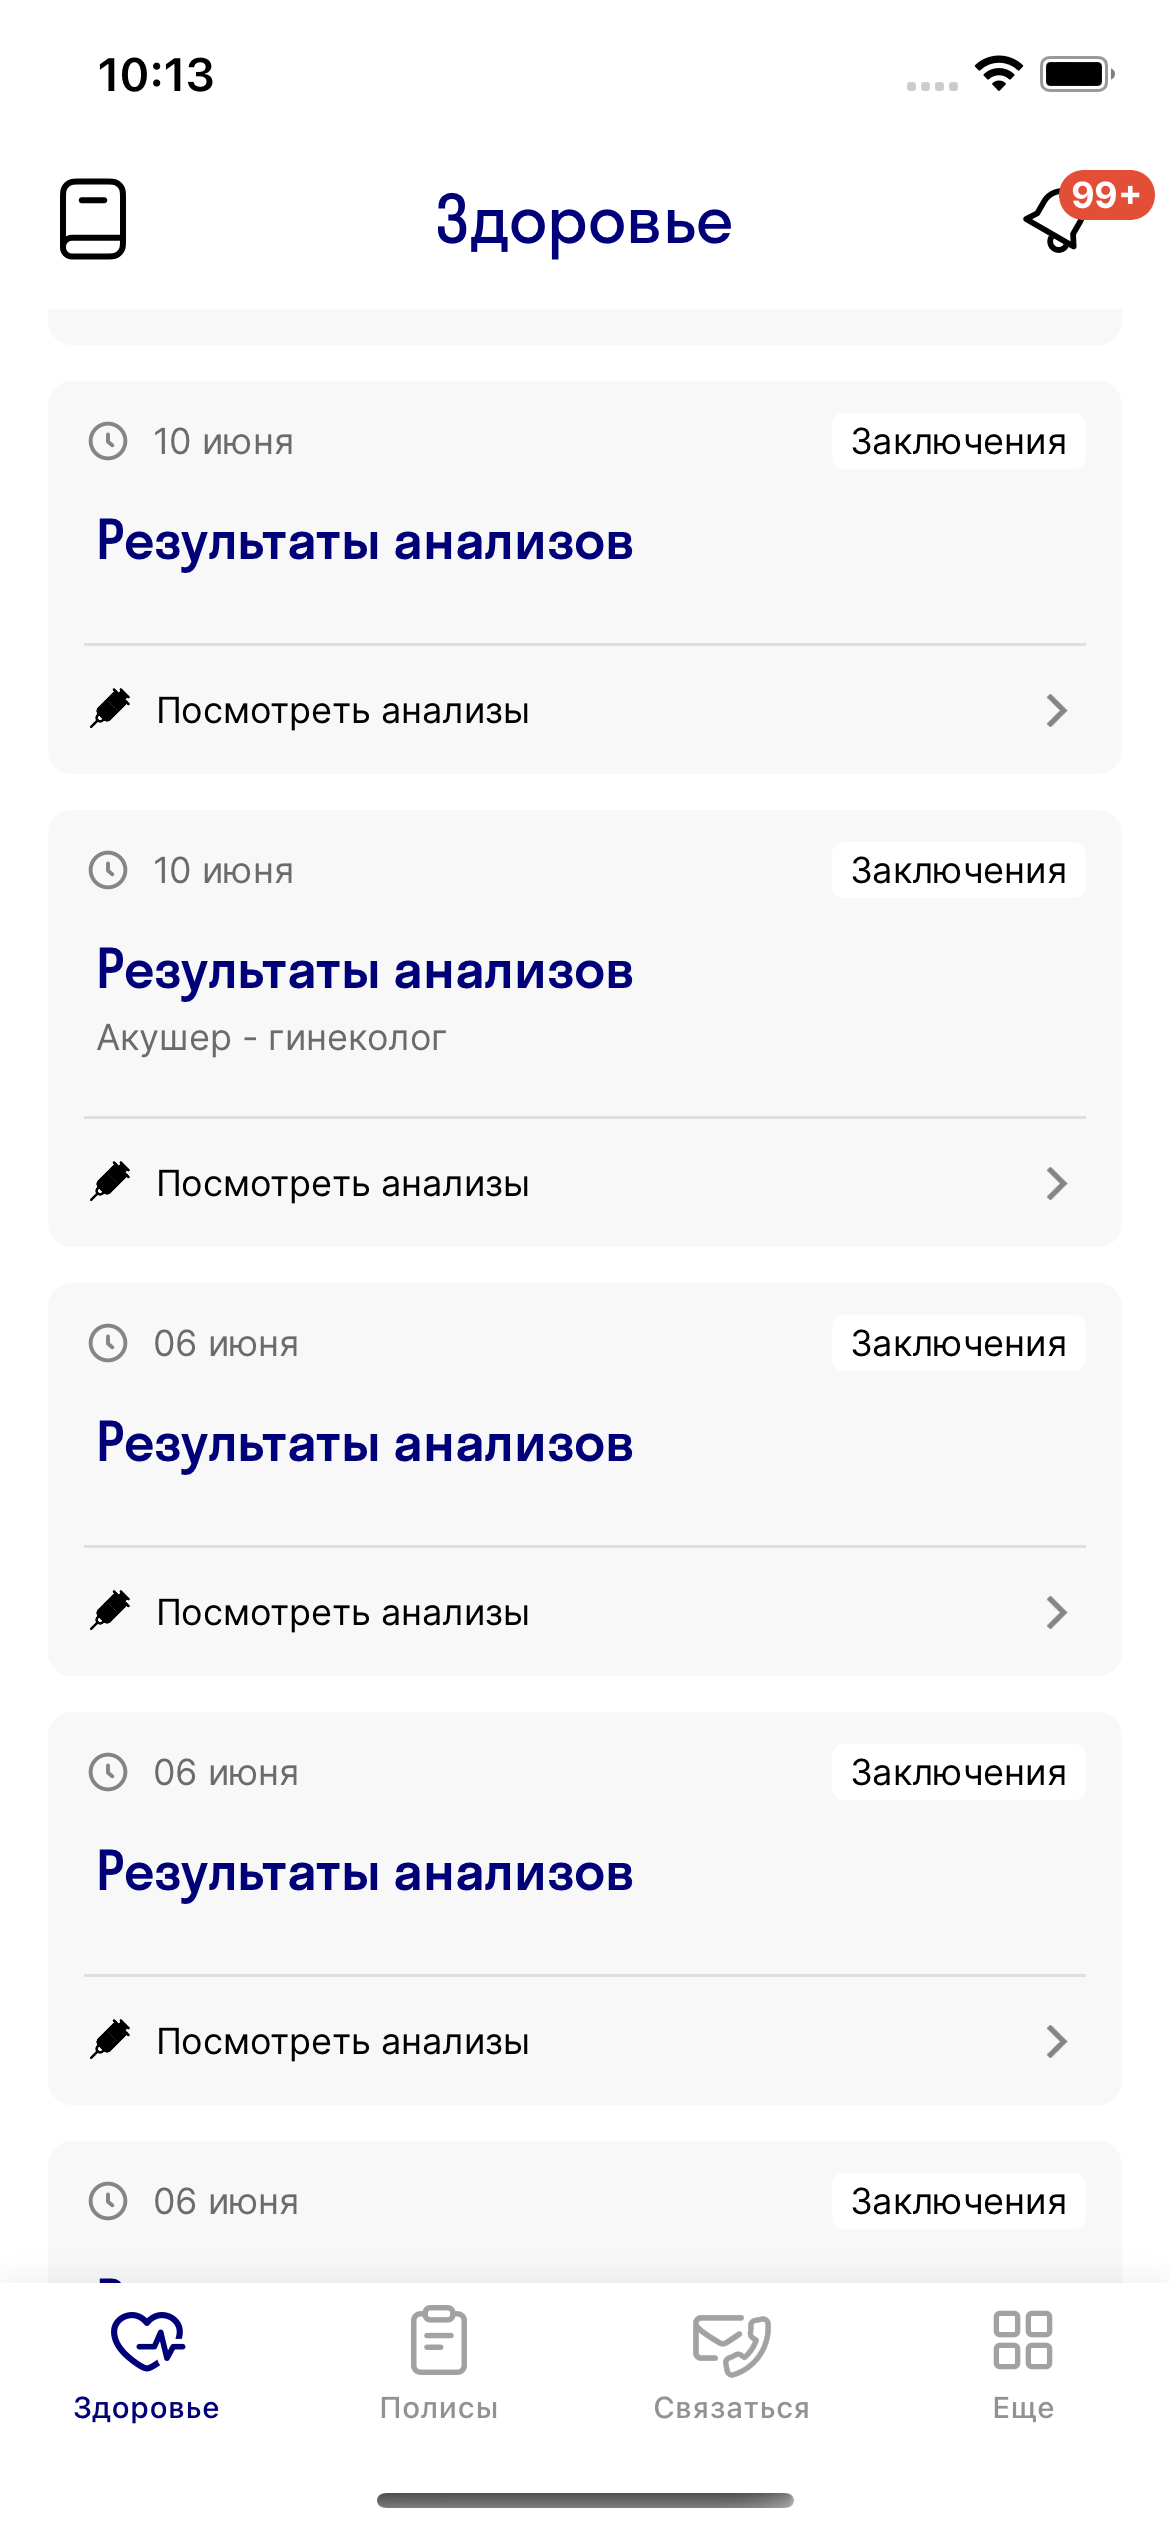 10:13
Здоровье
99+
10 июня
Заключения
Результаты анализов
Посмотреть анализы
10 июня
Заключения
Результаты анализов
Акушер - гинеколог
Посмотреть анализы
06 июня
Заключения
Результаты анализов
Посмотреть анализы
06 июня
Заключения
Результаты анализов
Посмотреть анализы
06 июня
Заключения
Здоровье
Полисы
Связаться
Еще